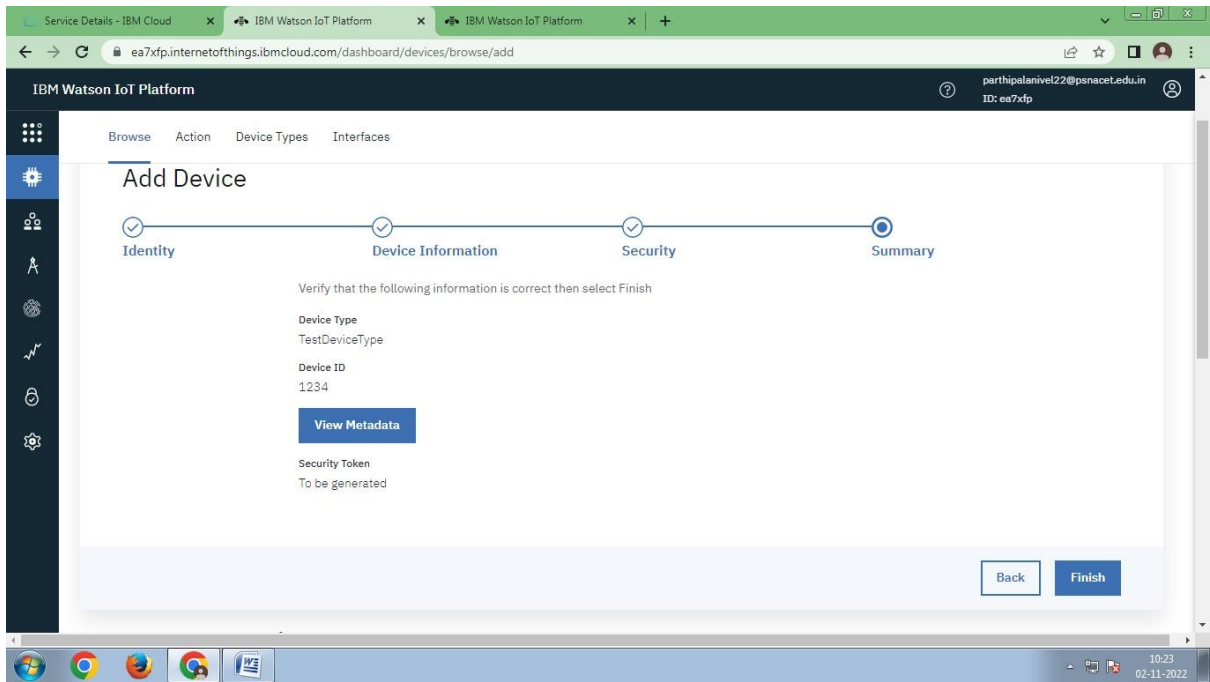 Service Details - IBM Cloud
IBM Watson IoT Platform
IBM Watson IoT Platform
ea7xfp.internetofthings.ibmcloud.com/dashboard/devices/browse/add
IBM Watson IoT Platform
parthipalanivel22@psnacet.edu.in
ID: ea7xfp
Browse Action Device Types Interfaces
Add Device
Identity Device Information Security Summary
Verify that the following information is correct then select Finish
Device Type
TestDeviceType
Device ID
1234
View Metadata
Security Token
To be generated
Back Finish
10:23
02-11-2022